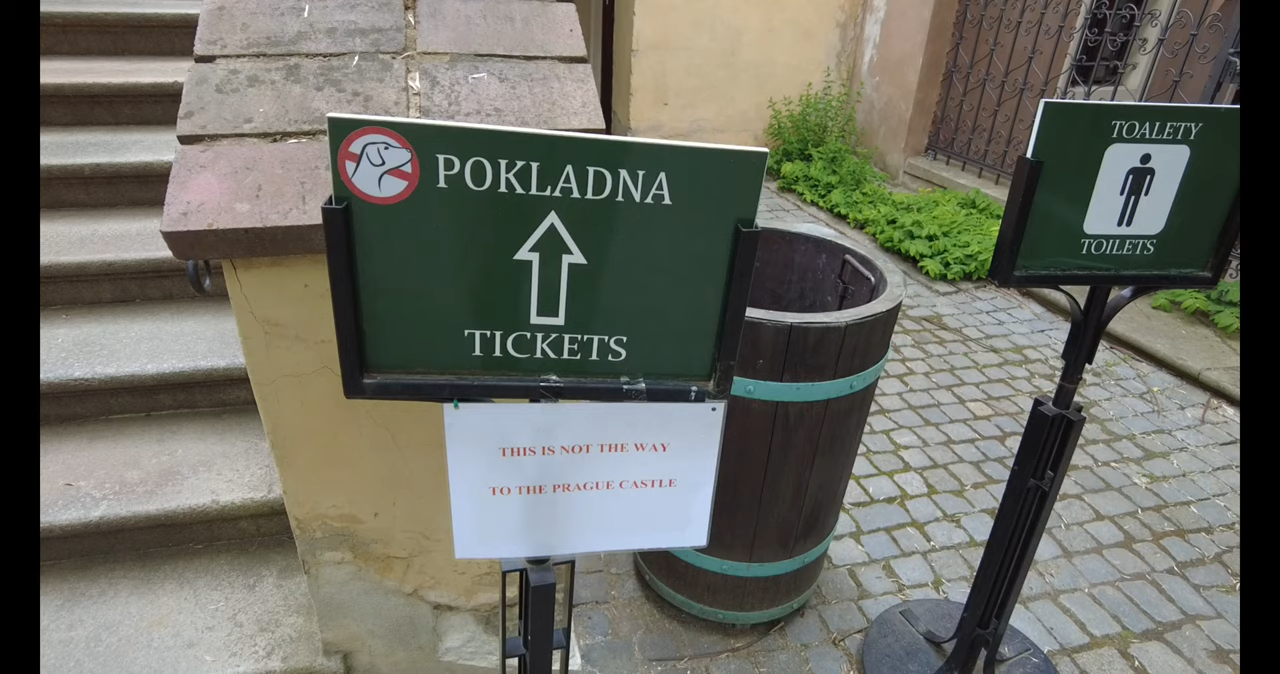 POKLADNA
TICKETS
THIS IS NOT THE WAY
TO THE PRAGUE CASTLE
TOALETY
TOILETS